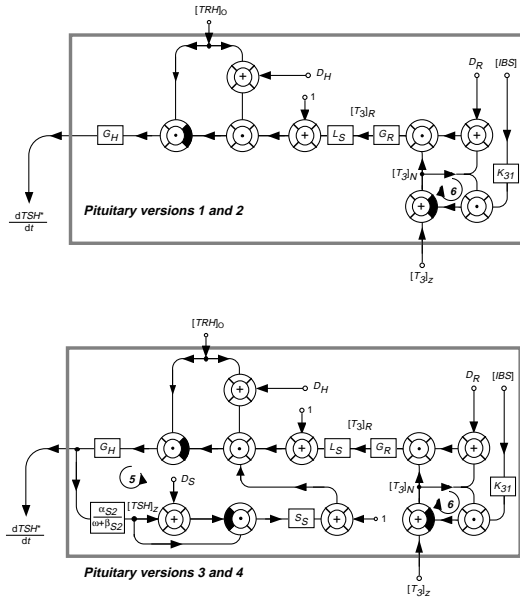 [TRH]O
DH
1
[T3]R
DR
[IBS]
GH
LS
GR
[T3]N
6
K31
dTSH*
dt
Pituitary versions 1 and 2
[T3]z
[TRH]O
DH
1
[T3]R
DR
[IBS]
GH
LS
GR
[T3]N
6
K31
5
DS
αS2
ω+βS2
[TSH]z
SS
1
dTSH*
dt
Pituitary versions 3 and 4
[T3]z